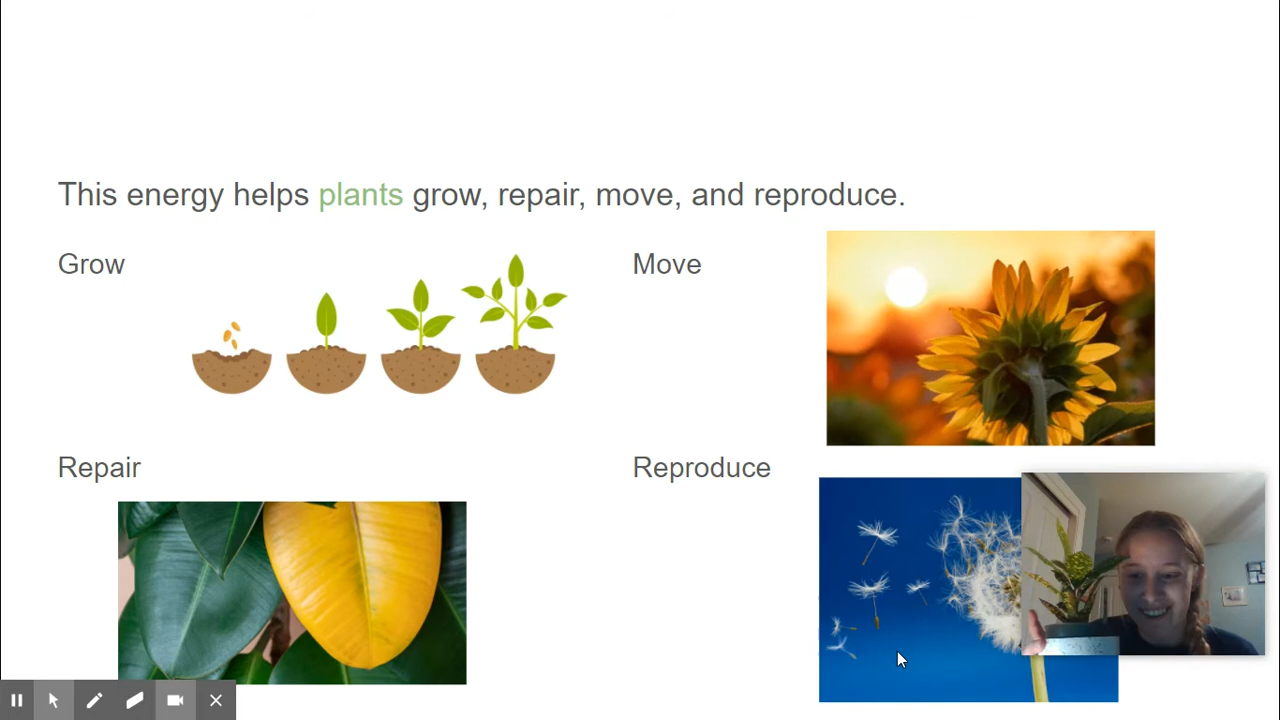 This energy helps plants grow, repair, move, and reproduce.
Grow
Move
Repair
Reproduce